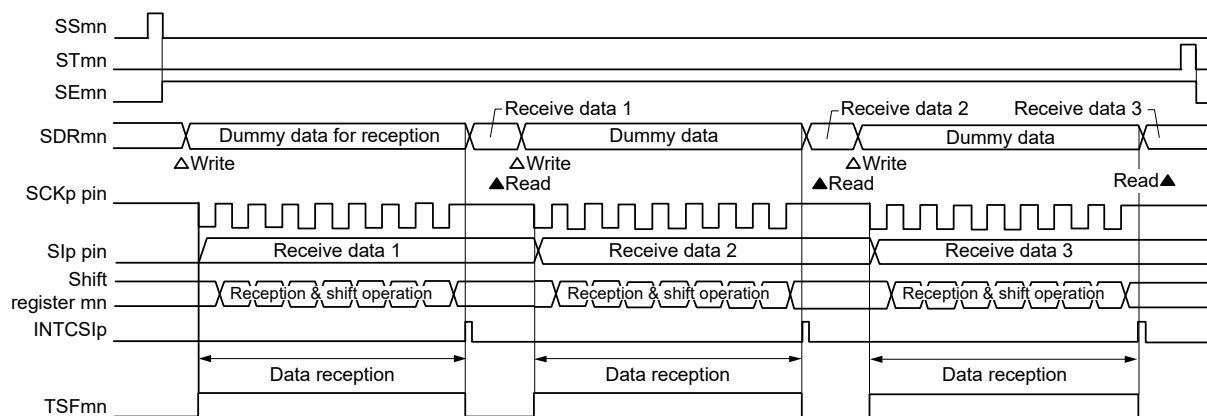 SSmn
STmn
SEmn
Receive data 1 Receive data 2 Receive data 3
SDRmn Dummy data for reception Dummy data Dummy data
△Write △Write △Write
▲Read ▲Read Read▲
SCKp pin
SIp pin Receive data 1 Receive data 2 Receive data 3
Shift
register mn Reception & shift operation Reception & shift operation Reception & shift operation
INTCSIp
Data reception Data reception Data reception
TSFmn